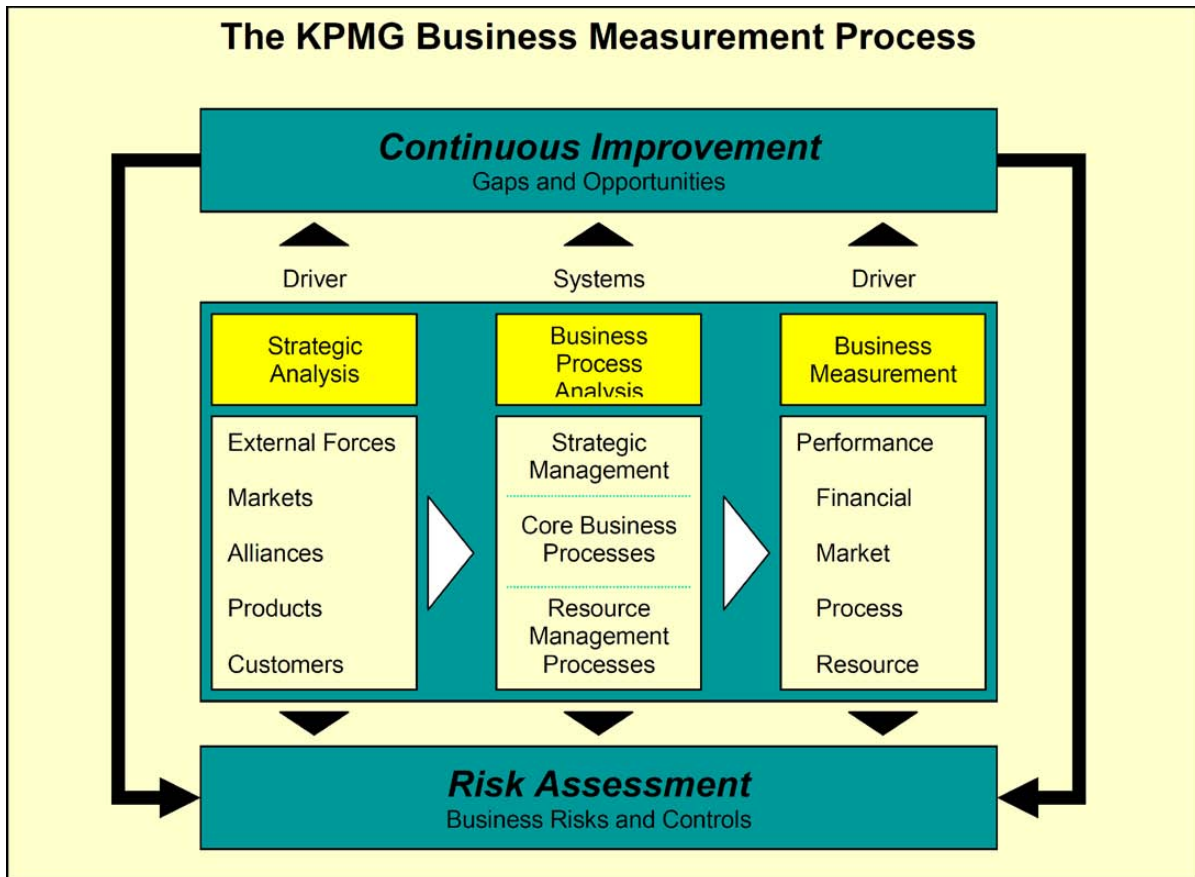 The KPMG Business Measurement Process
Continuous Improvement
Gaps and Opportunities
Driver
Systems
Driver
Strategic
Analysis
Business
Process
Analysis
Business
Measurement
External Forces
Markets
Alliances
Products
Customers
Strategic
Management
Core Business
Processes
Resource
Management
Processes
Performance
Financial
Market
Process
Resource
Risk Assessment
Business Risks and Controls